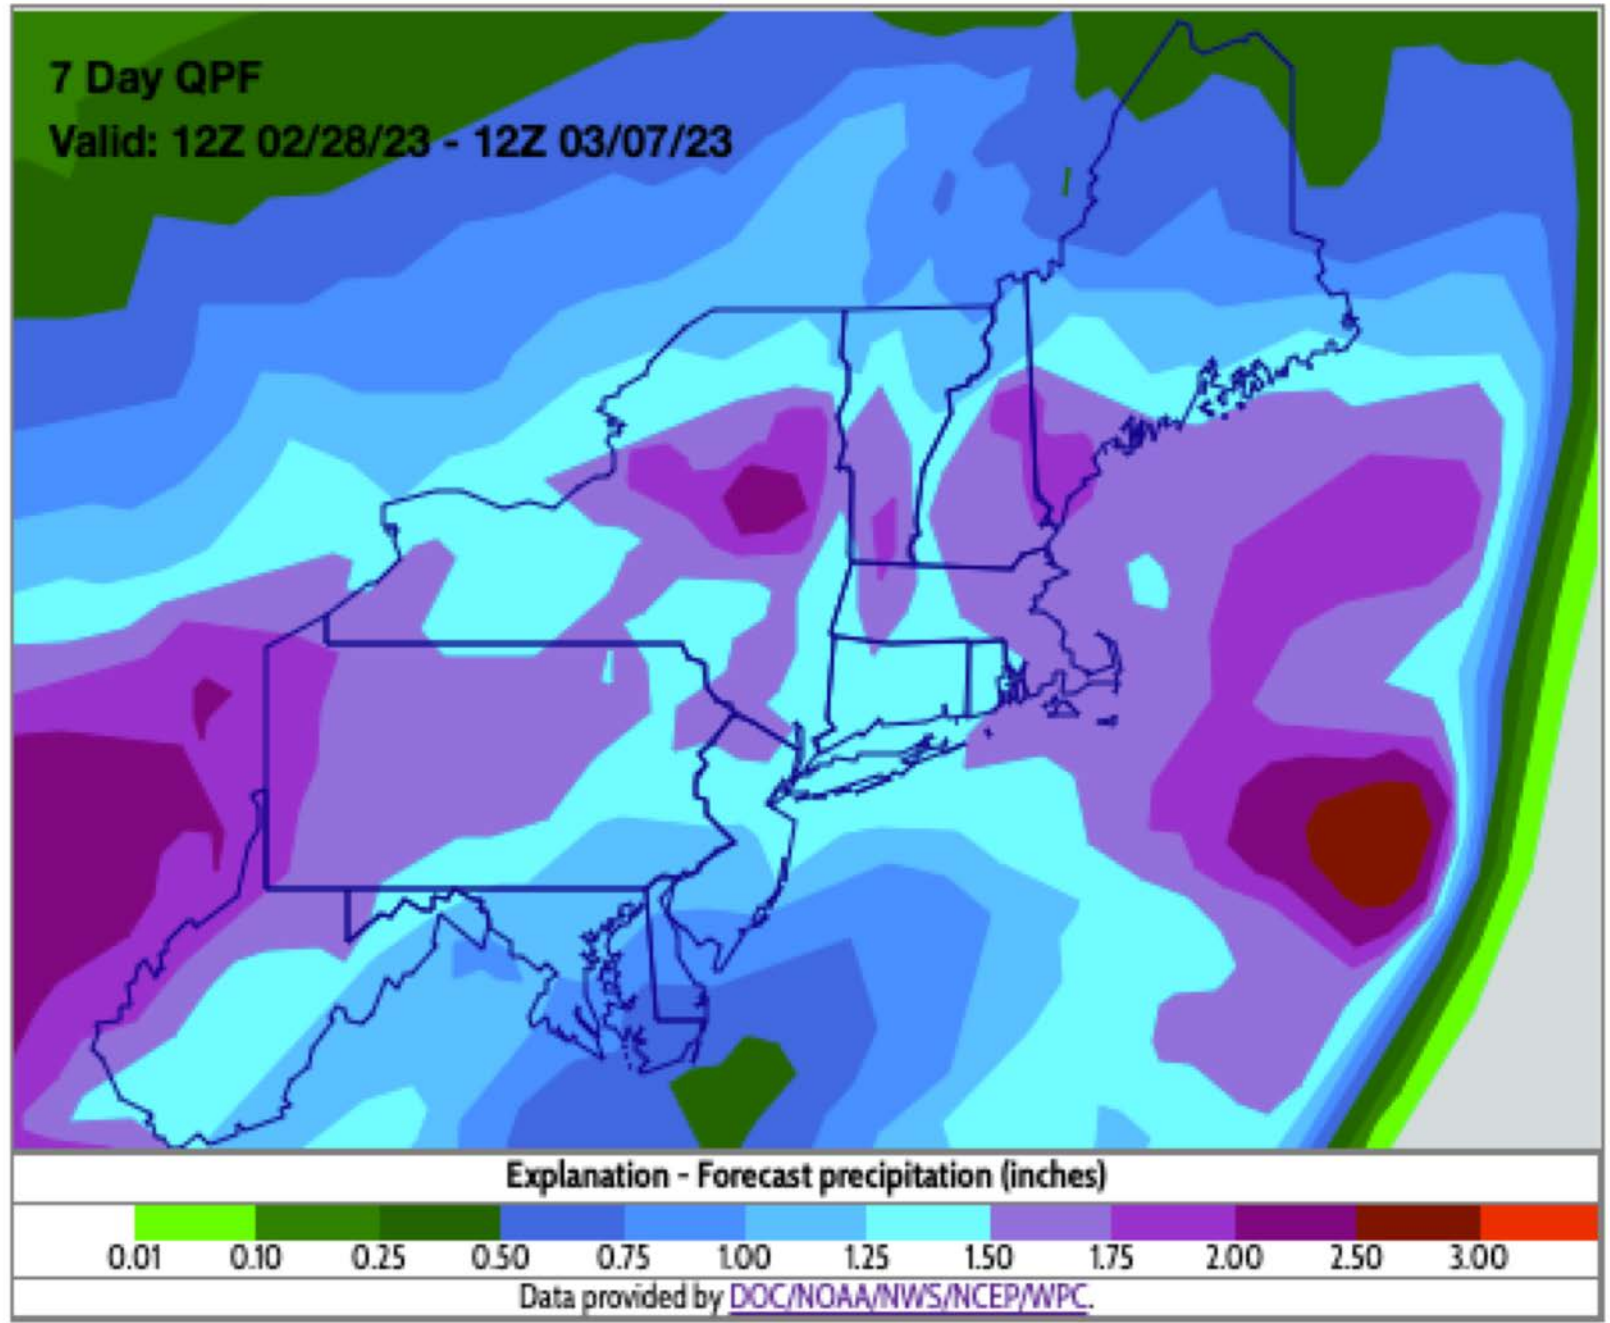 7 Day QPF
Valid: 12Z 02/28/23 - 12Z 03/07/23
Explanation - Forecast precipitation (inches)
0.01 0.10 0.25 0.50 0.75 1.00 1.25 1.50 1.75 2.00 2.50 3.00
Data provided by DOC/NOAA/NWS/NCEP/WPC.